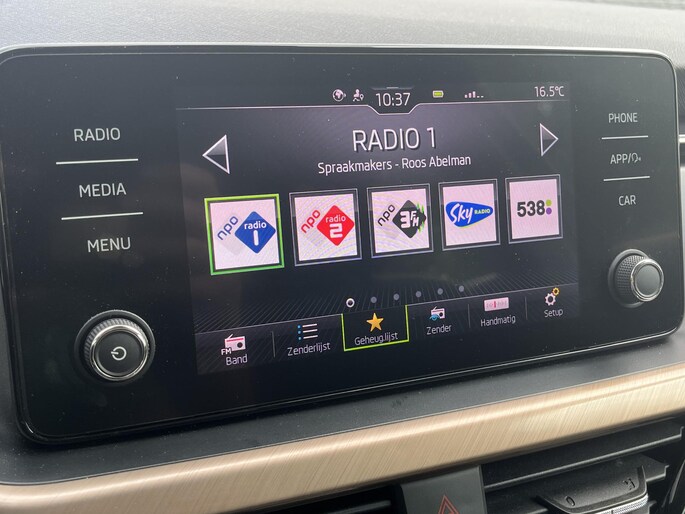 10:37
16.5°C
RADIO
MEDIA
MENU
RADIO 1
Spraakmakers - Roos Abelman
PHONE
APP/
CAR
npo radio 1
npo radio 2
npo 3FM
Sky RADIO
538
FM
Band
Zenderlijst
Geheug.lijst
Zender
Handmatig
Setup